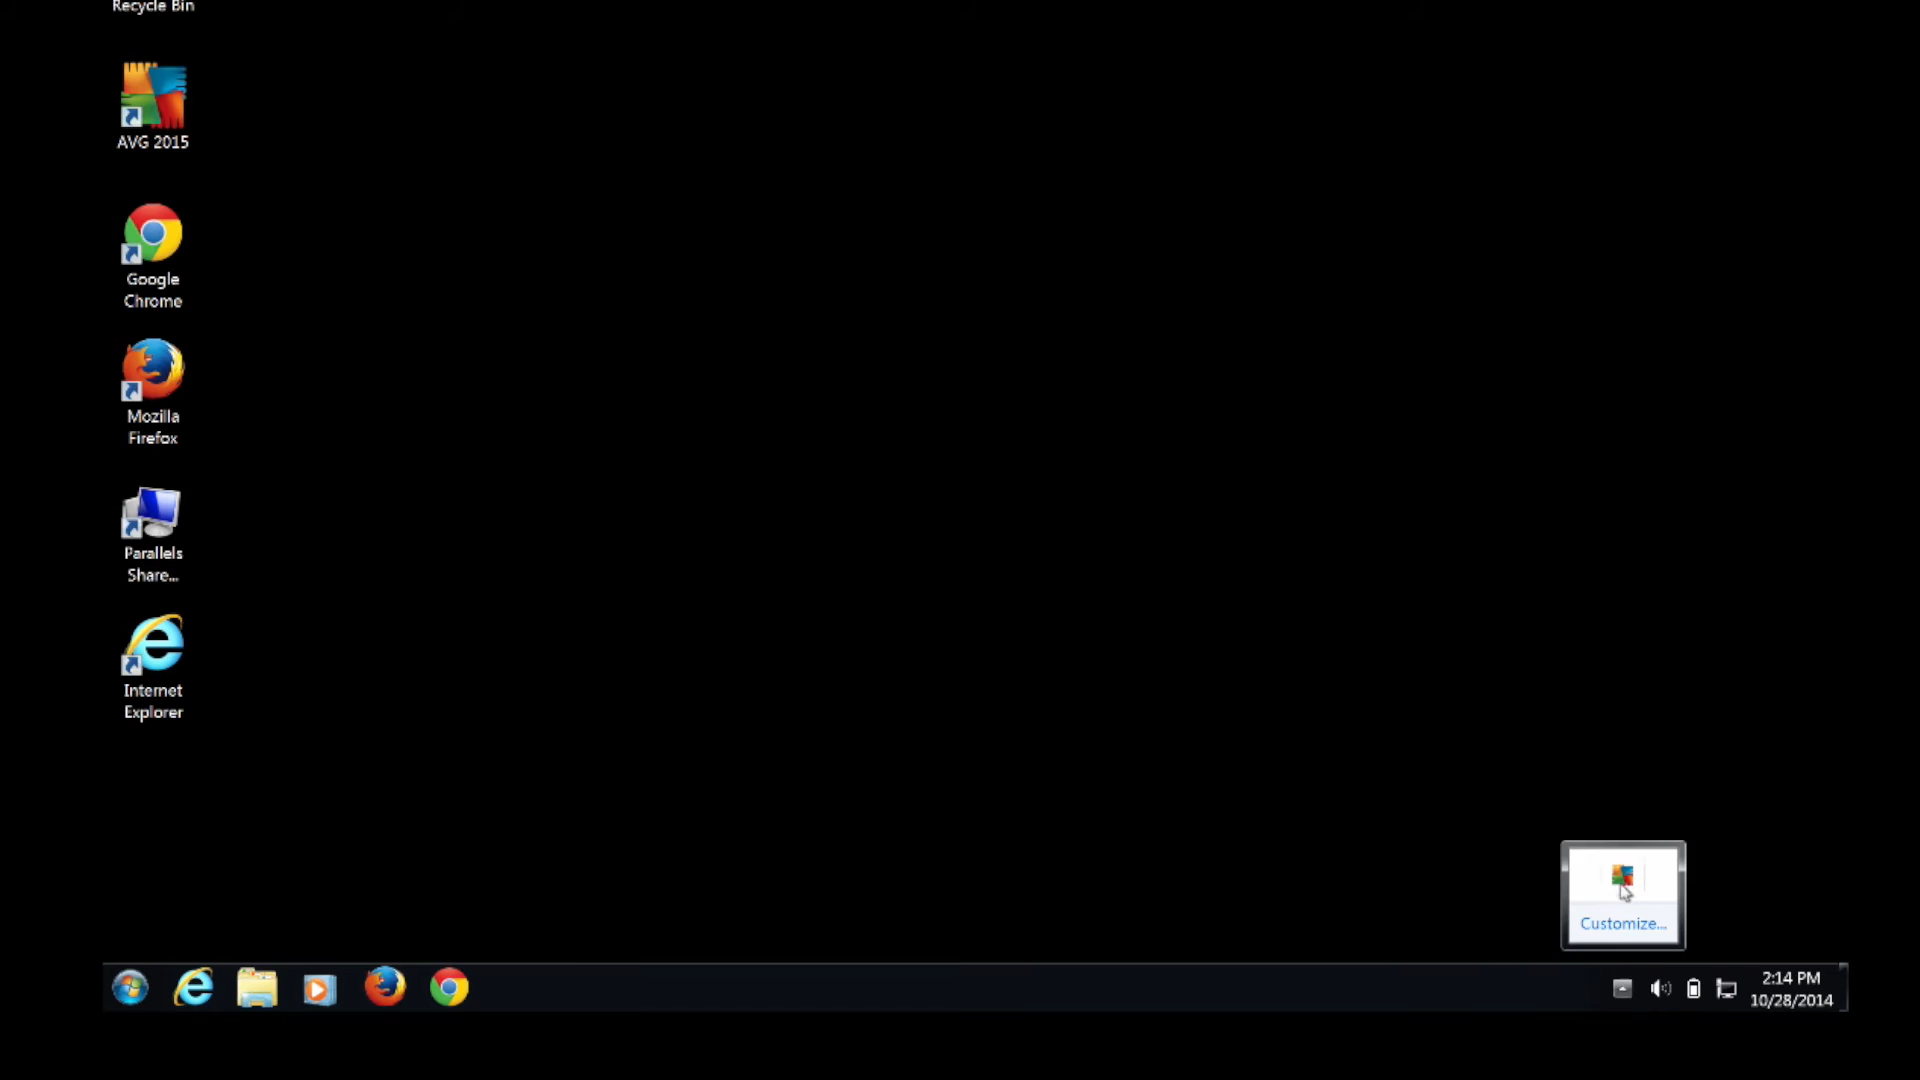 Recycle Bin
AVG 2015
Google
Chrome
Mozilla
Firefox
Parallels
Share...
Internet
Explorer
Customize...
2:14 PM
10/28/2014